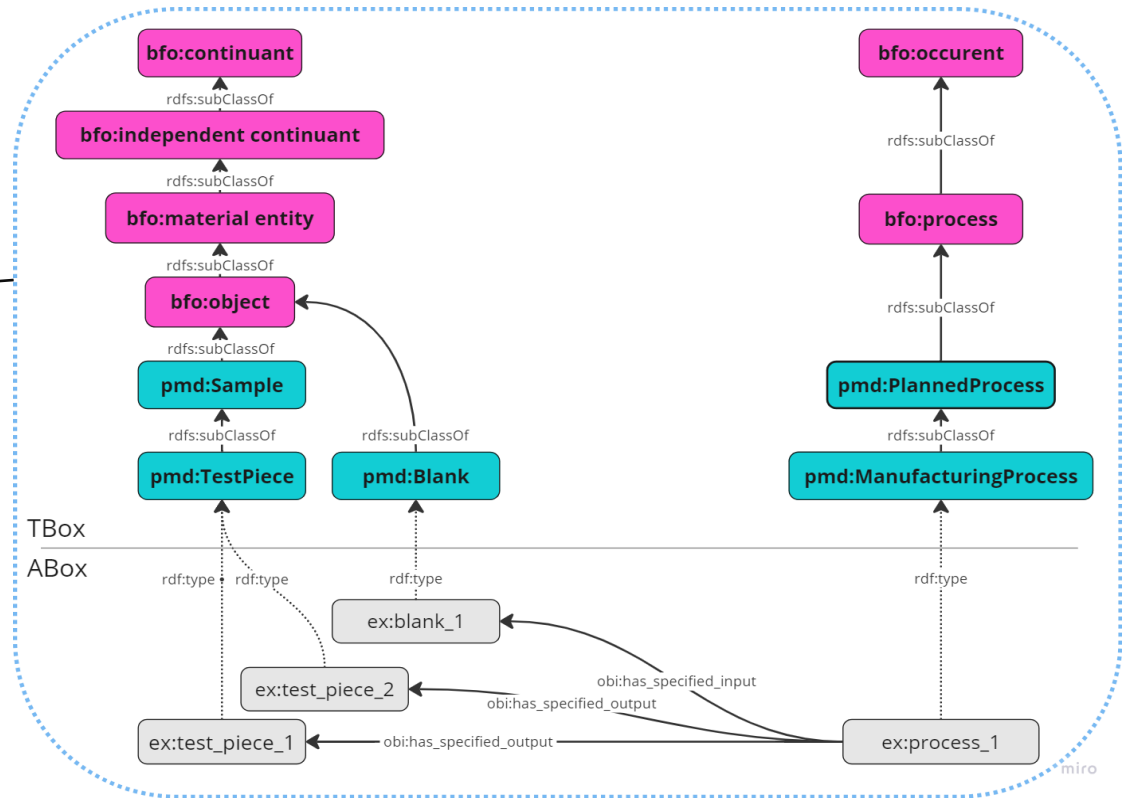 bfo:continuant
bfo:occurent
rdfs:subClassOf
bfo:independent continuant
rdfs:subClassOf
rdfs:subClassOf
bfo:material entity
bfo:process
rdfs:subClassOf
bfo:object
rdfs:subClassOf
rdfs:subClassOf
pmd:Sample
pmd:PlannedProcess
rdfs:subClassOf
rdfs:subClassOf
rdfs:subClassOf
pmd:TestPiece
pmd:Blank
pmd:ManufacturingProcess
TBox
ABox
rdf:type
rdf:type
rdf:type
rdf:type
ex:blank_1
obi:has_specified_input
ex:test_piece_2
obi:has_specified_output
ex:test_piece_1
obi:has_specified_output
ex:process_1
miro